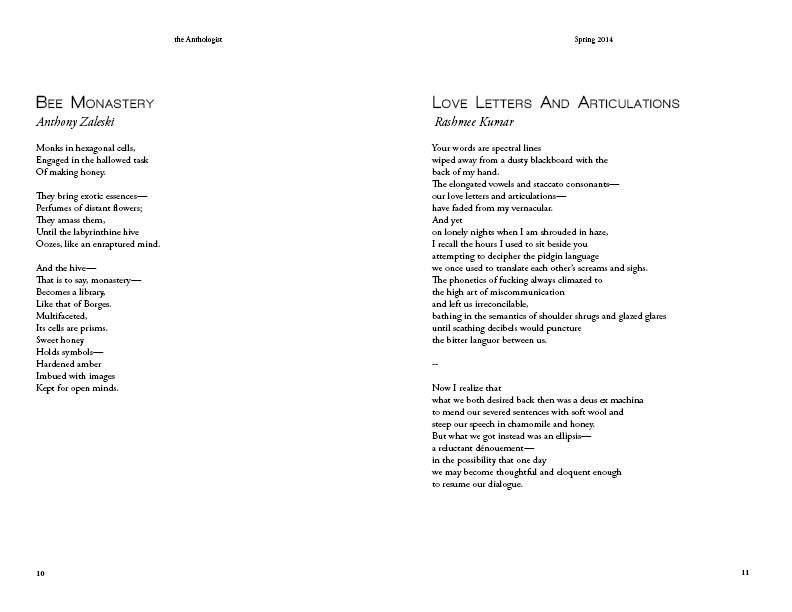 the Anthologist
Bee Monastery
Anthony Zaleski
Monks in hexagonal cells,
Engaged in the hallowed task
Of making honey.
They bring exotic essences—
Perfumes of distant flowers;
They amass them,
Until the labyrinthine hive
Oozes, like an enraptured mind.
And the hive—
That is to say, monastery—
Becomes a library,
Like that of Borges.
Multifaceted,
Its cells are prisms.
Sweet honey
Holds symbols—
Hardened amber
Imbued with images
Kept for open minds.
10
Spring 2014
Love Letters And Articulations
Rashmee Kumar
Your words are spectral lines
wiped away from a dusty blackboard with the
back of my hand.
The elongated vowels and staccato consonants—
our love letters and articulations—
have faded from my vernacular.
And yet
on lonely nights when I am shrouded in haze,
I recall the hours I used to sit beside you
attempting to decipher the pidgin language
we once used to translate each other's screams and sighs.
The phonetics of fucking always climaxed to
the high art of miscommunication
and left us irreconcilable,
bathing in the semantics of shoulder shrugs and glazed glares
until scathing decibels would puncture
the bitter languor between us.
--
Now I realize that
what we both desired back then was a deus ex machina
to mend our severed sentences with soft wool and
steep our speech in chamomile and honey.
But what we got instead was an ellipsis—
a reluctant dénouement—
in the possibility that one day
we may become thoughtful and eloquent enough
to resume our dialogue.
11